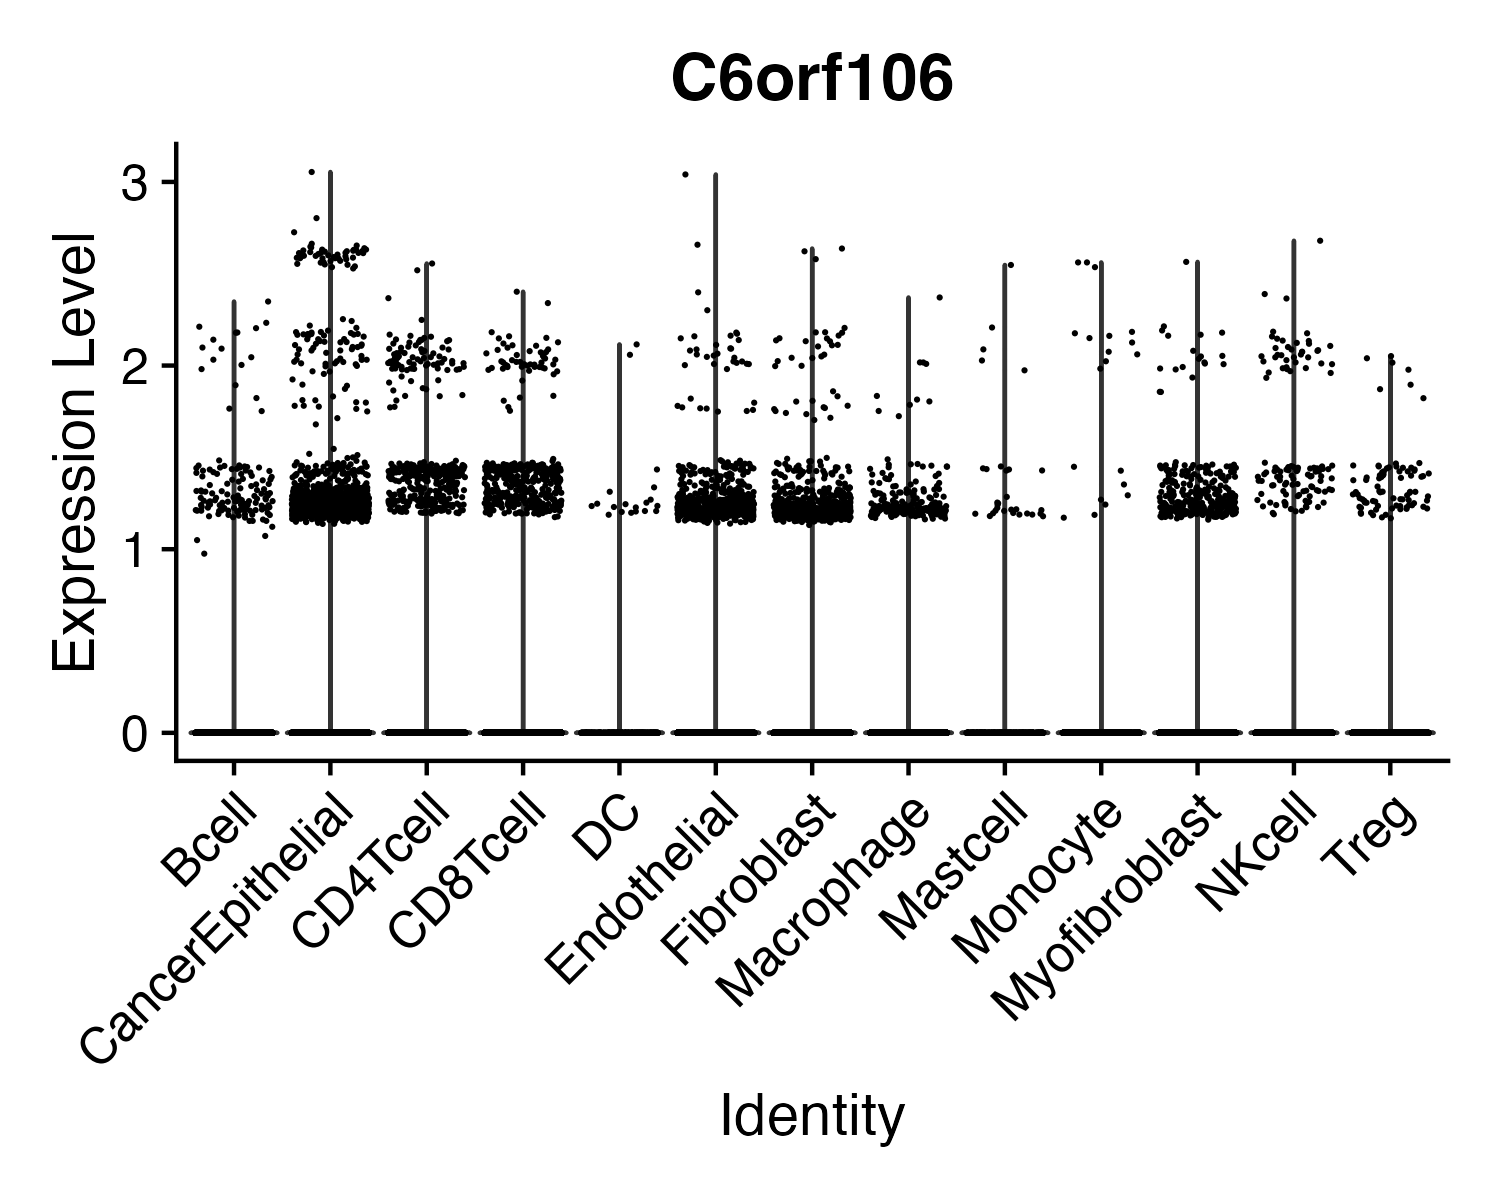 C6orf106
Expression Level
3
2
1
0
Bcell
CancerEpithelial
CD4Tcell
CD8Tcell
DC
Endothelial
Fibroblast
Macrophage
Mastcell
Monocyte
Myofibroblast
NKcell
Treg
Identity